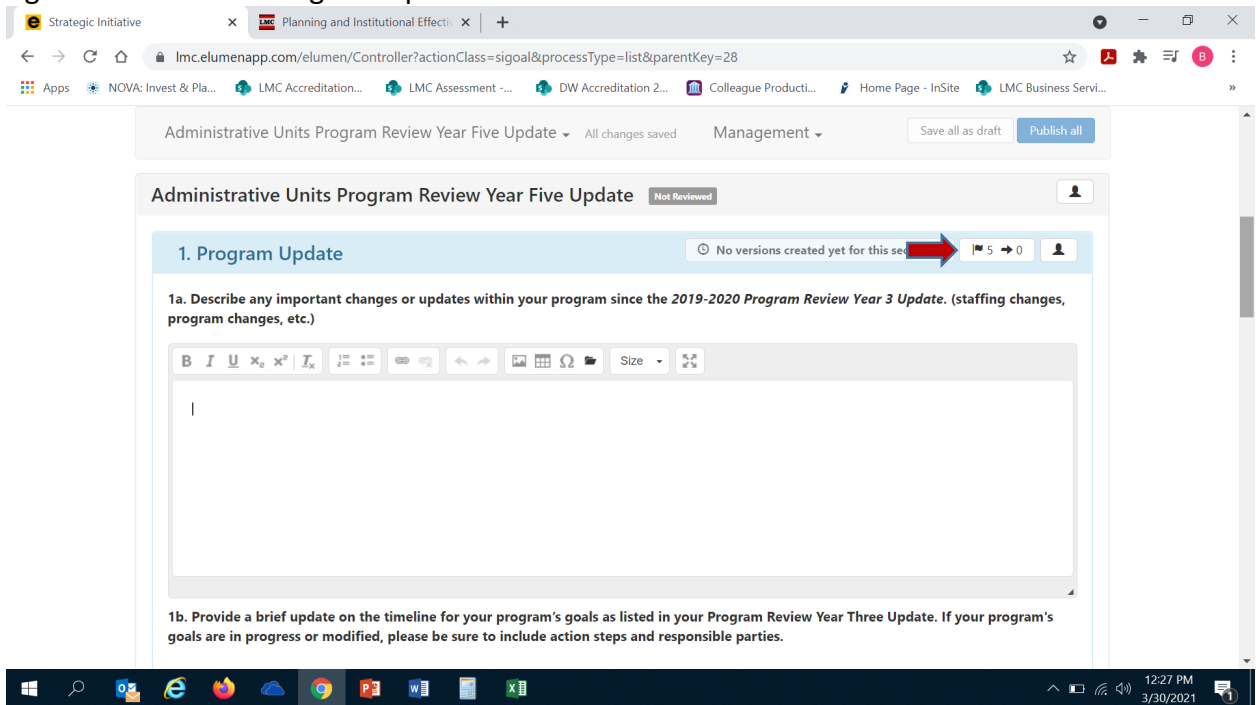 Strategic Initiative
Planning and Institutional Effectiv
lmc.elumenapp.com/elumen/Controller?actionClass=sigoal&processType=list&parentKey=28
B
Apps NOVA: Invest & Pla... LMC Accreditation... LMC Assessment -... DW Accreditation 2... Colleague Producti... Home Page - InSite LMC Business Servi... »
Administrative Units Program Review Year Five Update All changes saved Management Save all as draft Publish all
Administrative Units Program Review Year Five Update Not Reviewed
1. Program Update No versions created yet for this sec 5 0
1a. Describe any important changes or updates within your program since the 2019-2020 Program Review Year 3 Update. (staffing changes,
program changes, etc.)
B I U x₂ x² Ix Ω Size
1b. Provide a brief update on the timeline for your program's goals as listed in your Program Review Year Three Update. If your program's
goals are in progress or modified, please be sure to include action steps and responsible parties.
12:27 PM
3/30/2021
1